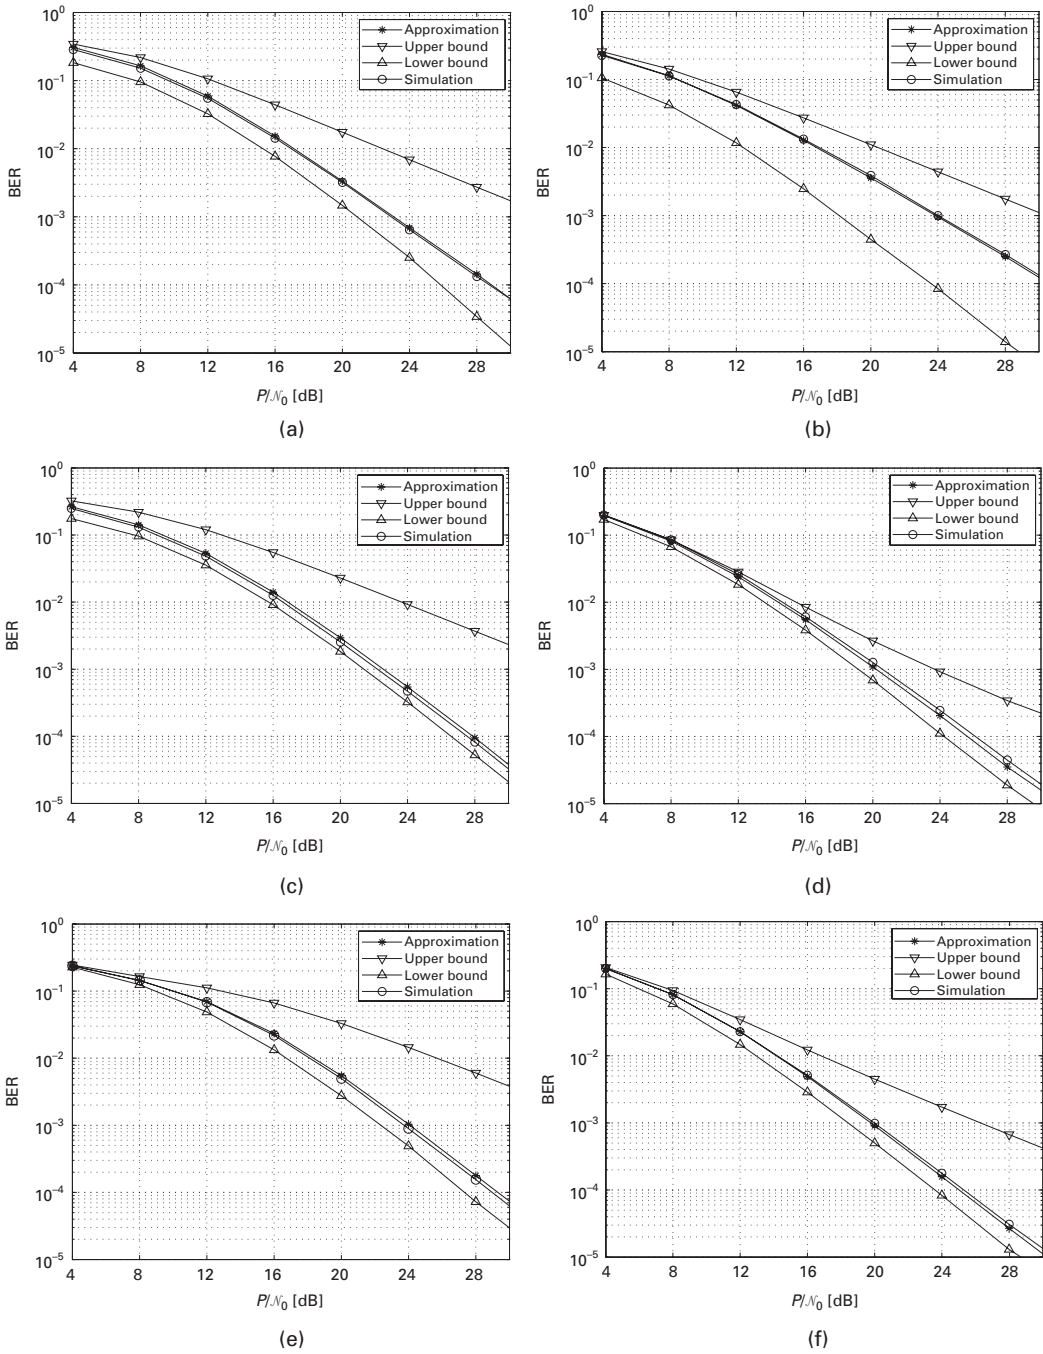 10^0
10^-1
10^-2
10^-3
10^-4
10^-5
BER
Approximation
Upper bound
Lower bound
Simulation
4 8 12 16 20 24 28
P/𝒩₀ [dB]
(a)
10^0
10^-1
10^-2
10^-3
10^-4
10^-5
BER
Approximation
Upper bound
Lower bound
Simulation
4 8 12 16 20 24 28
P/𝒩₀ [dB]
(b)
10^0
10^-1
10^-2
10^-3
10^-4
10^-5
BER
Approximation
Upper bound
Lower bound
Simulation
4 8 12 16 20 24 28
P/𝒩₀ [dB]
(c)
10^0
10^-1
10^-2
10^-3
10^-4
10^-5
BER
Approximation
Upper bound
Lower bound
Simulation
4 8 12 16 20 24 28
P/𝒩₀ [dB]
(d)
10^0
10^-1
10^-2
10^-3
10^-4
10^-5
BER
Approximation
Upper bound
Lower bound
Simulation
4 8 12 16 20 24 28
P/𝒩₀ [dB]
(e)
10^0
10^-1
10^-2
10^-3
10^-4
10^-5
BER
Approximation
Upper bound
Lower bound
Simulation
4 8 12 16 20 24 28
P/𝒩₀ [dB]
(f)